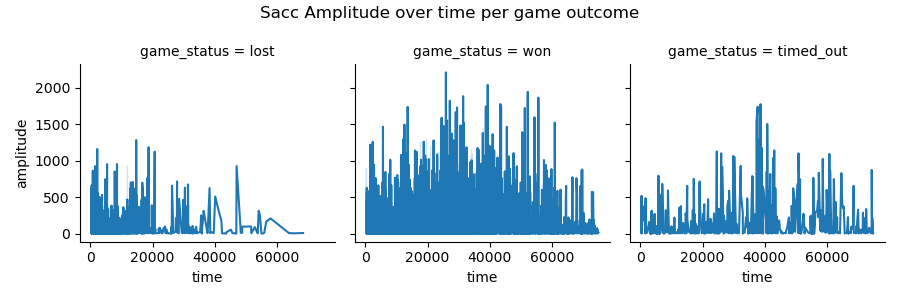 Sacc Amplitude over time per game outcome
game_status = lost
game_status = won
game_status = timed_out
amplitude
2000
1500
1000
500
0
0 20000 40000 60000
0 20000 40000 60000
0 20000 40000 60000
time
time
time